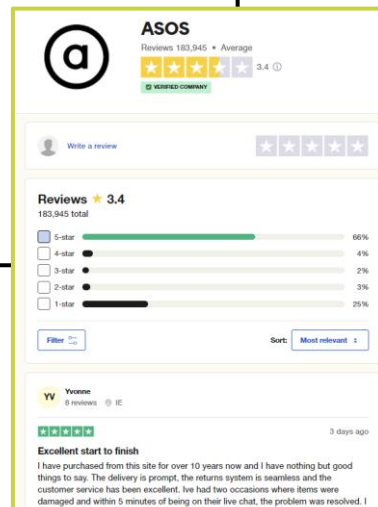 a
ASOS
Reviews 183,945 • Average
3.4
VERIFIED COMPANY
Write a review
Reviews ★ 3.4
183,945 total
5-star 66%
4-star 4%
3-star 2%
2-star 3%
1-star 25%
Filter Sort: Most relevant
YV Yvonne
8 reviews IE
3 days ago
Excellent start to finish
I have purchased from this site for over 10 years now and I have nothing but good
things to say. The delivery is prompt, the returns system is seamless and the
customer service has been excellent. Ive had two occasions where items were
damaged and within 5 minutes of being on their live chat, the problem was resolved. I